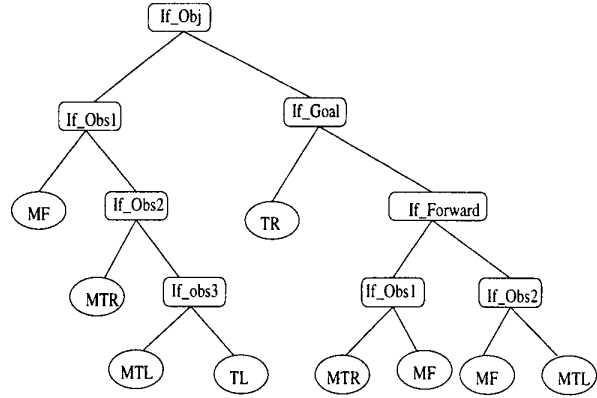 If_Obj
If_Obs1
If_Goal
MF
If_Obs2
TR
If_Forward
MTR
If_obs3
If_Obs1
If_Obs2
MTL
TL
MTR
MF
MF
MTL